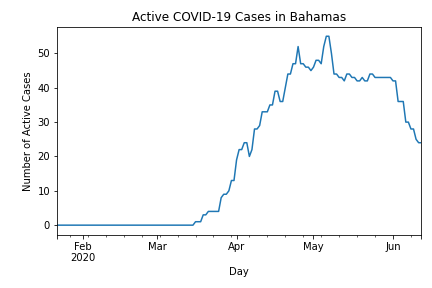 Active COVID-19 Cases in Bahamas
Number of Active Cases
50
40
30
20
10
0
Feb
2020
Mar
Apr
May
Jun
Day